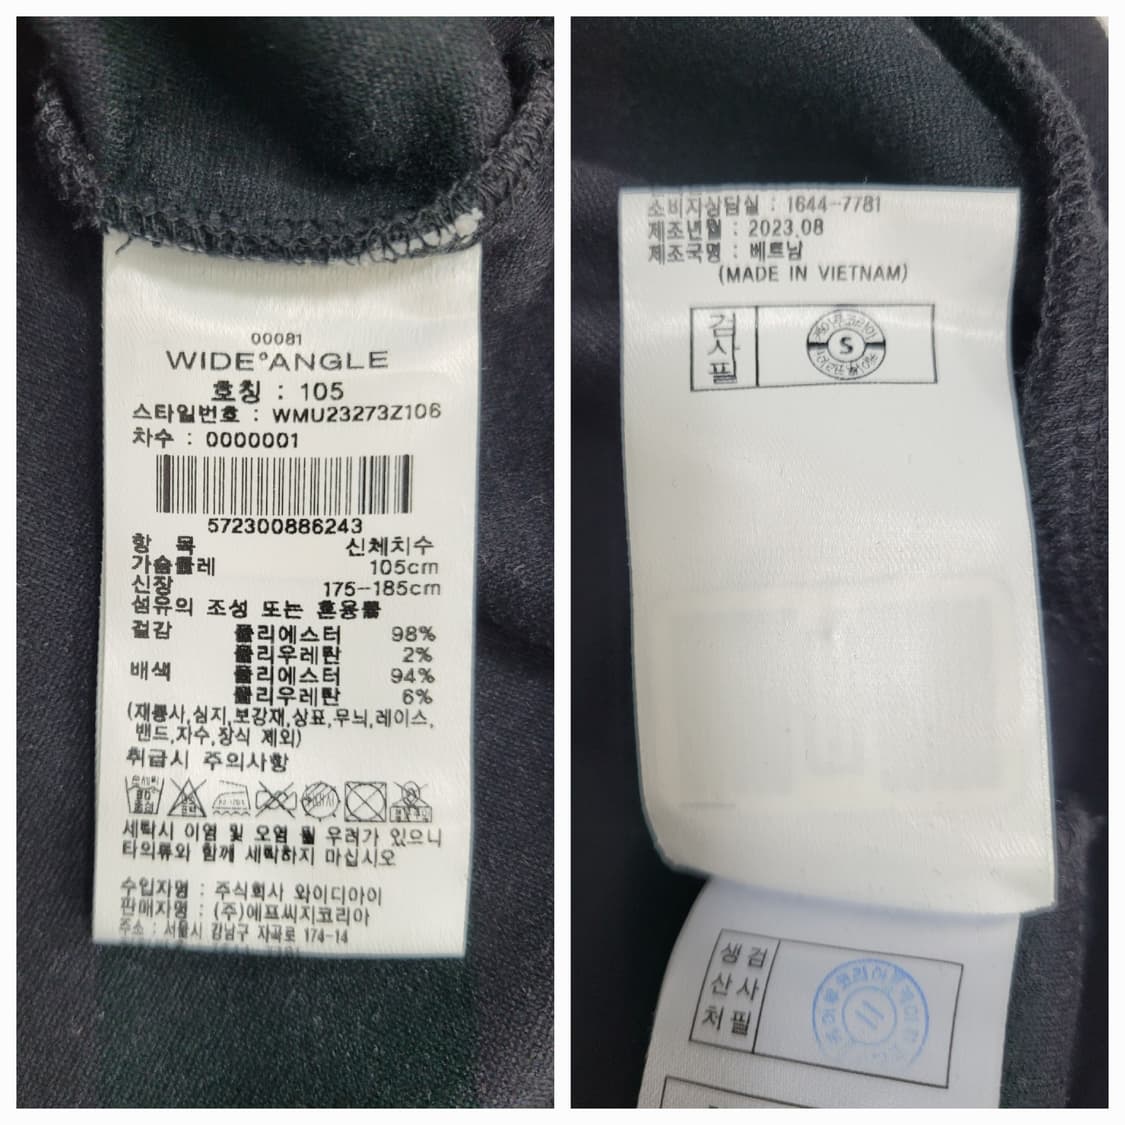 00081
WIDE°ANGLE
호칭 : 105
스타일번호 : WMU23273Z106
차수 : 0000001
572300886243
항 목 신체치수
가슴둘레 105cm
신장 175-185cm
섬유의 조성 또는 혼용률
겉감 폴리에스터 98%
폴리우레탄 2%
배색 폴리에스터 94%
폴리우레탄 6%
(재봉사,심지,보강재,상표,무늬,레이스,
밴드,자수,장식 제외)
취급시 주의사항
세탁시 이염 및 오염 될 우려가 있으니
타의류와 함께 세탁하지 마십시오
수입자명 : 주식회사 와이디아이
판매자명 : (주)에프씨지코리아
주소 : 서울시 강남구 자곡로 174-14
소비자상담실 : 1644-7781
제조년월 : 2023.08
제조국명 : 베트남
(MADE IN VIETNAM)
검사필
S
생산처
검사필